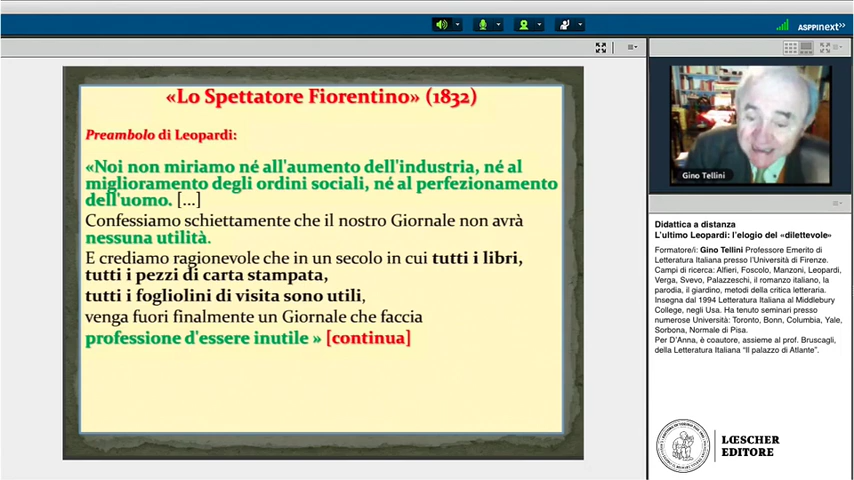 ASPPInext»
«Lo Spettatore Fiorentino» (1832)
Preambolo di Leopardi:
«Noi non miriamo né all'aumento dell'industria, né al
miglioramento degli ordini sociali, né al perfezionamento
dell'uomo. [...]
Confessiamo schiettamente che il nostro Giornale non avrà
nessuna utilità.
E crediamo ragionevole che in un secolo in cui tutti i libri,
tutti i pezzi di carta stampata,
tutti i fogliolini di visita sono utili,
venga fuori finalmente un Giornale che faccia
professione d'essere inutile » [continua]
Gino Tellini
Didattica a distanza
L'ultimo Leopardi: l'elogio del «dilettevole»
Formatore/i: Gino Tellini Professore Emerito di
Letteratura Italiana presso l'Università di Firenze.
Campi di ricerca: Alfieri, Foscolo, Manzoni, Leopardi,
Verga, Svevo, Palazzeschi, il romanzo italiano, la
parodia, il giardino, metodi della critica letteraria.
Insegna dal 1994 Letteratura Italiana al Middlebury
College, negli Usa. Ha tenuto seminari presso
numerose Università: Toronto, Bonn, Columbia, Yale,
Sorbona, Normale di Pisa.
Per D'Anna, è coautore, assieme al prof. Bruscagli,
della Letteratura Italiana "Il palazzo di Atlante".
LŒSCHER
EDITORE